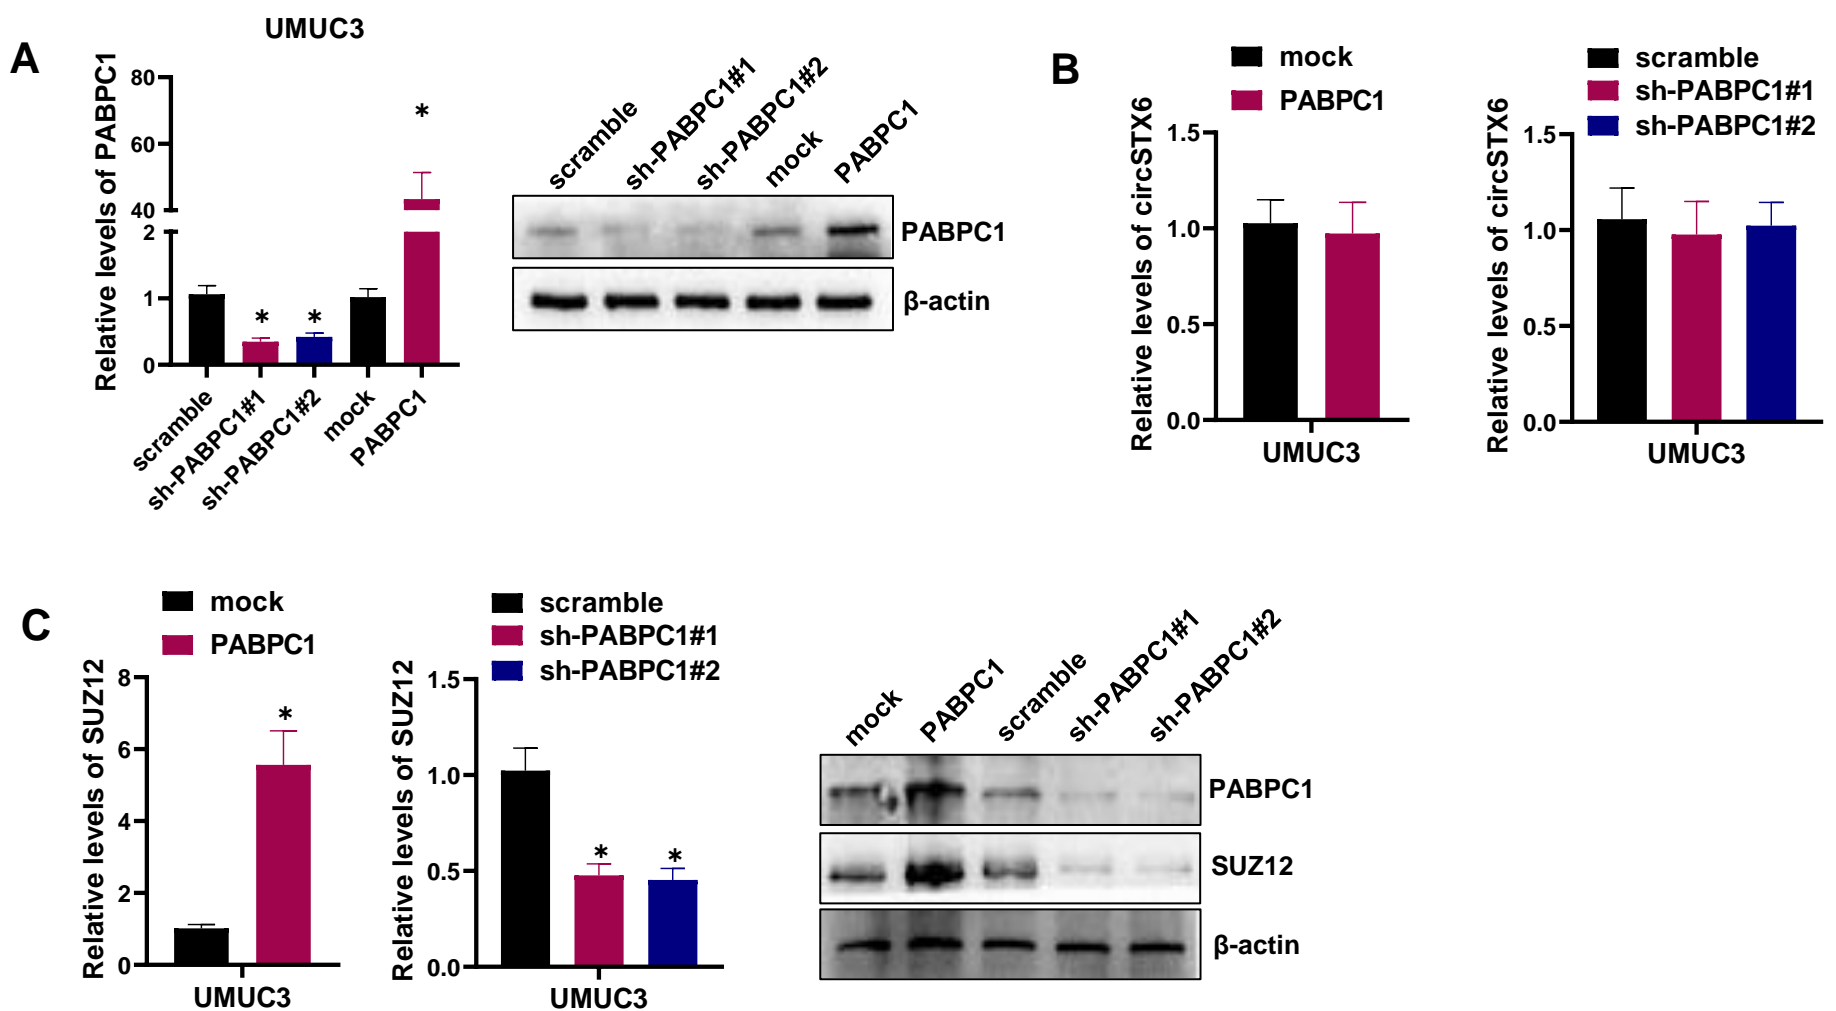 A
UMUC3
Relative levels of PABPC1
80
60
40
2
1
0
*
*
*
scramble
sh-PABPC1#1
sh-PABPC1#2
mock
PABPC1
scramble
sh-PABPC1#1
sh-PABPC1#2
mock
PABPC1
PABPC1
β-actin
B
mock
PABPC1
Relative levels of circSTX6
1.5
1.0
0.5
0.0
UMUC3
scramble
sh-PABPC1#1
sh-PABPC1#2
Relative levels of circSTX6
1.5
1.0
0.5
0.0
UMUC3
C
mock
PABPC1
Relative levels of SUZ12
8
6
4
2
0
*
UMUC3
scramble
sh-PABPC1#1
sh-PABPC1#2
Relative levels of SUZ12
1.5
1.0
0.5
0.0
*
*
UMUC3
mock
PABPC1
scramble
sh-PABPC1#1
sh-PABPC1#2
PABPC1
SUZ12
β-actin